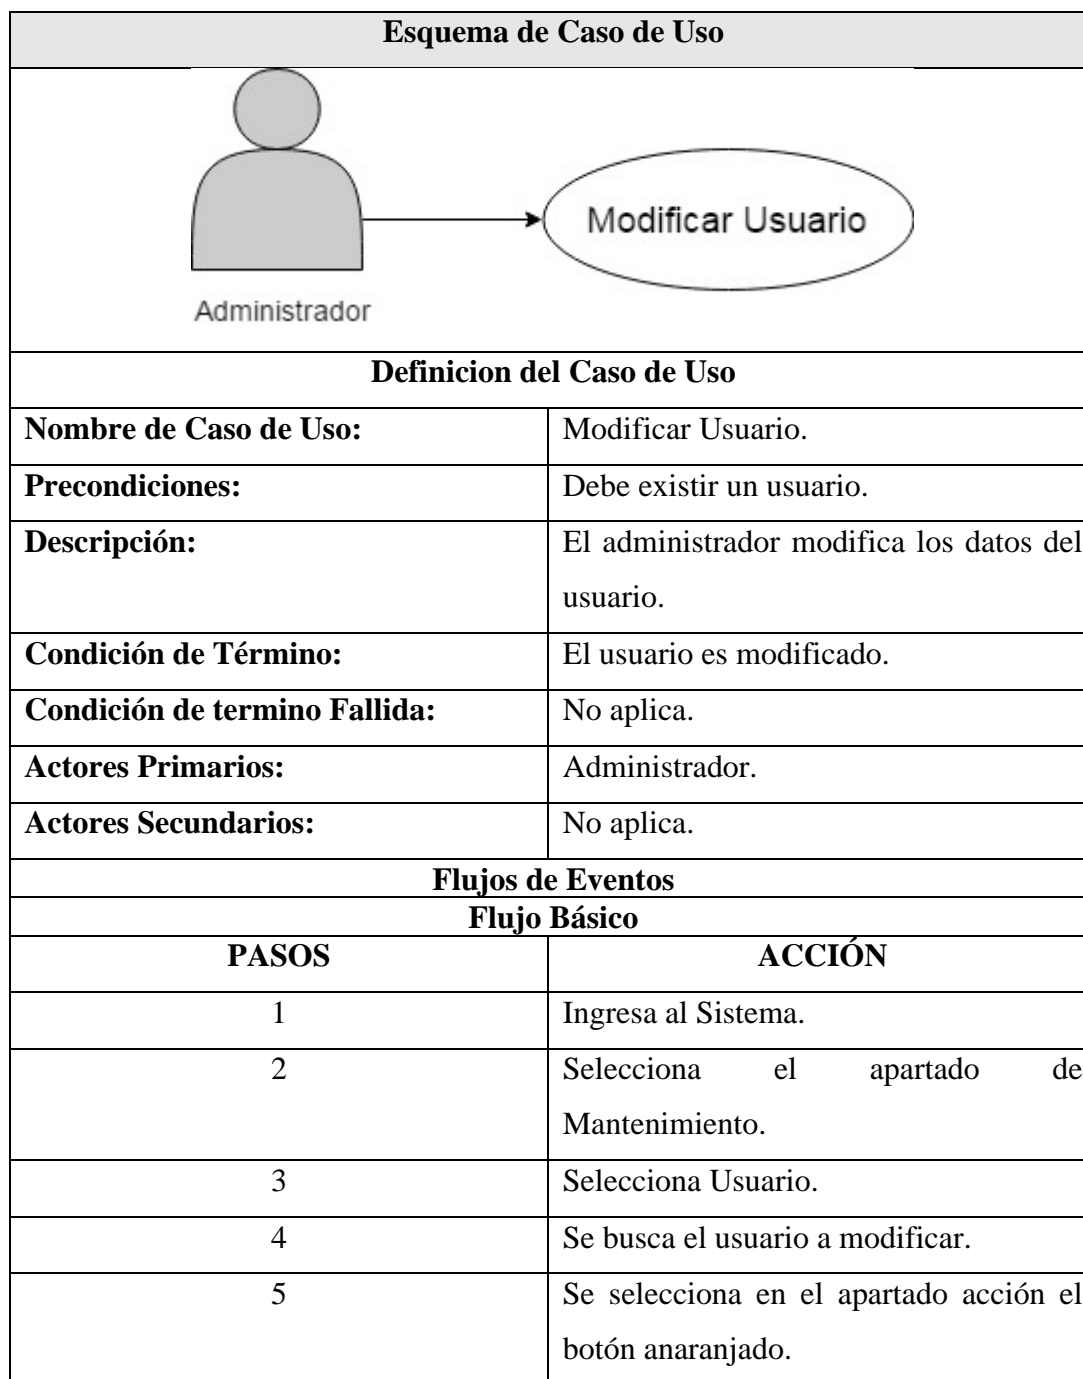 Esquema de Caso de Uso
Modificar Usuario
Administrador
Definicion del Caso de Uso
Nombre de Caso de Uso:
Modificar Usuario.
Precondiciones:
Debe existir un usuario.
Descripción:
El administrador modifica los datos del
usuario.
Condición de Término:
El usuario es modificado.
Condición de termino Fallida:
No aplica.
Actores Primarios:
Administrador.
Actores Secundarios:
No aplica.
Flujos de Eventos
Flujo Básico
PASOS
ACCIÓN
1
Ingresa al Sistema.
2
Selecciona el apartado de
Mantenimiento.
3
Selecciona Usuario.
4
Se busca el usuario a modificar.
5
Se selecciona en el apartado acción el
botón anaranjado.